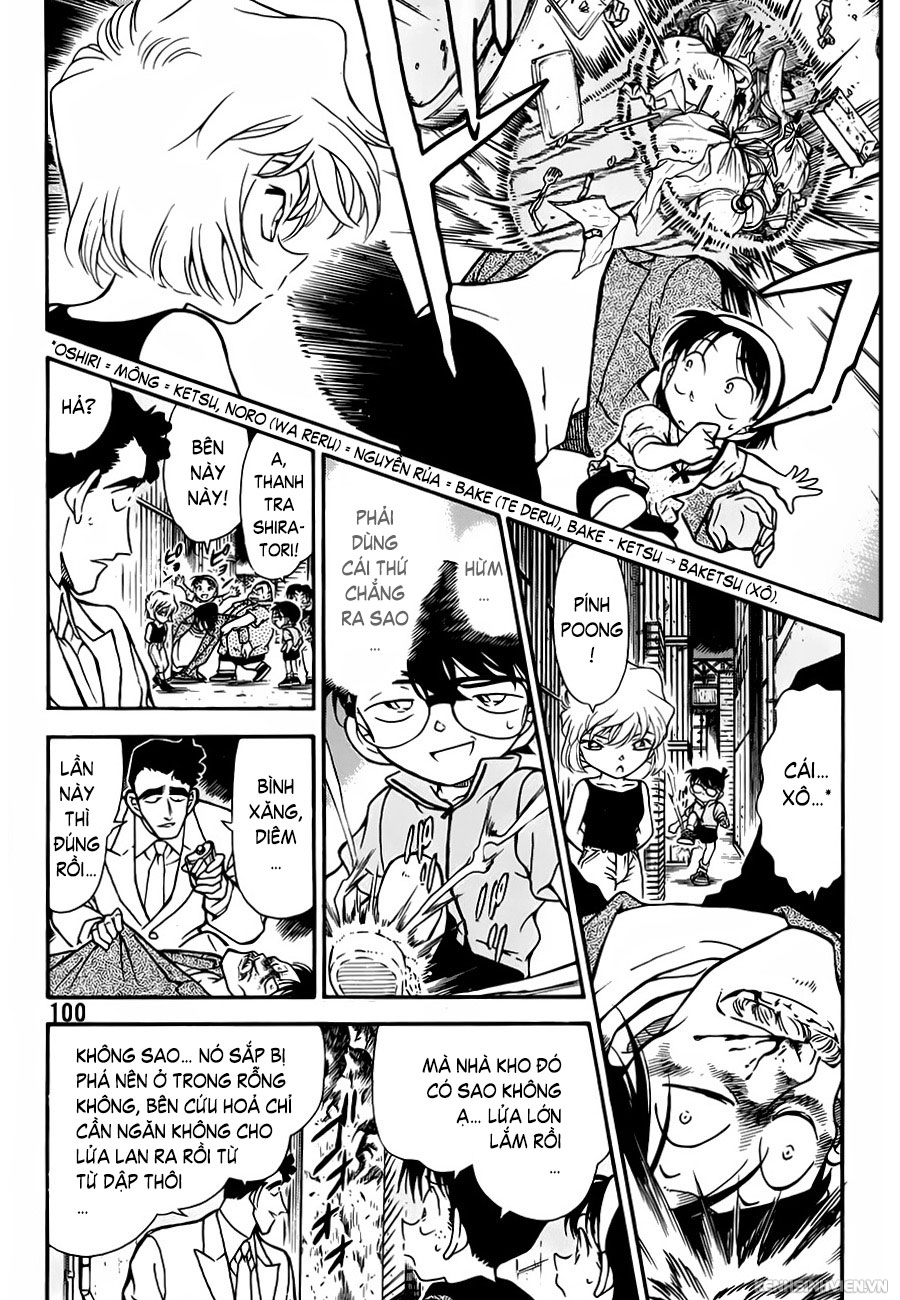 *OSHIRI = MÔNG = KETSU, NORO (WA RERU) = NGUYỀN RỦA = BAKE (TE DERU), BAKE - KETSU → BAKETSU (XÔ).
CÁI...
XÔ...*
PÍNH
POONG
!
HỪM
...
PHẢI
DÙNG
CÁI THỨ
CHẲNG
RA SAO
...
A,
THANH
TRA
SHIRA-
TORI!
BÊN
NÀY
NÀY!
HẢ?
BÌNH
XĂNG,
DIÊM
...
LẦN
NÀY
THÌ
ĐÚNG
RỒI...
100
MÀ NHÀ KHO ĐÓ
CÓ SAO KHÔNG
Ạ... LỬA LỚN
LẮM RỒI
...
KHÔNG SAO... NÓ SẮP BỊ
PHÁ NÊN Ở TRONG RỖNG
KHÔNG, BÊN CỨU HOẢ CHỈ
CẦN NGĂN KHÔNG CHO
LỬA LAN RA RỒI TỪ
TỪ DẬP THÔI
...